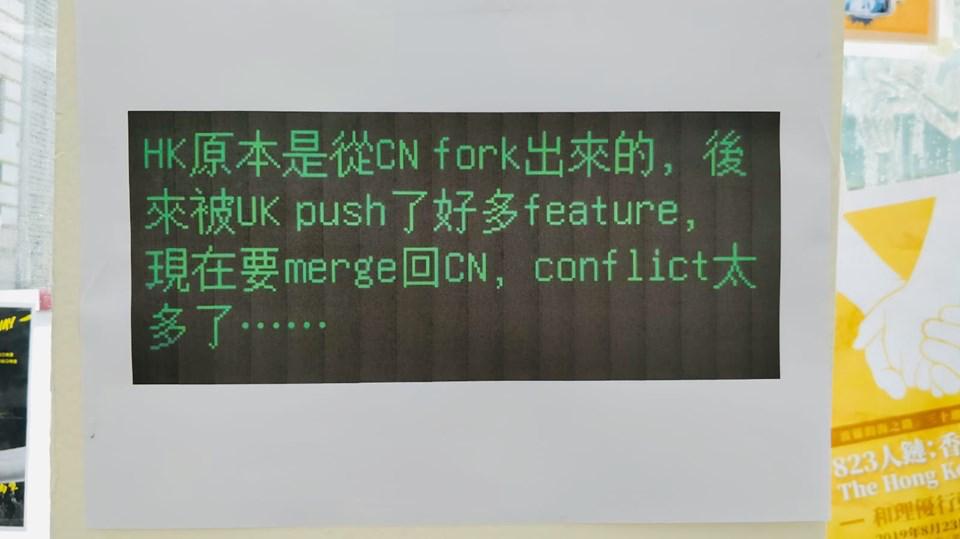 HK原本是從CN fork出來的，後
來被UK push了好多feature，
現在要merge回CN，conflict太
多了……
823人鏈：香
The Hong K
— 和理優行
2019年8月23